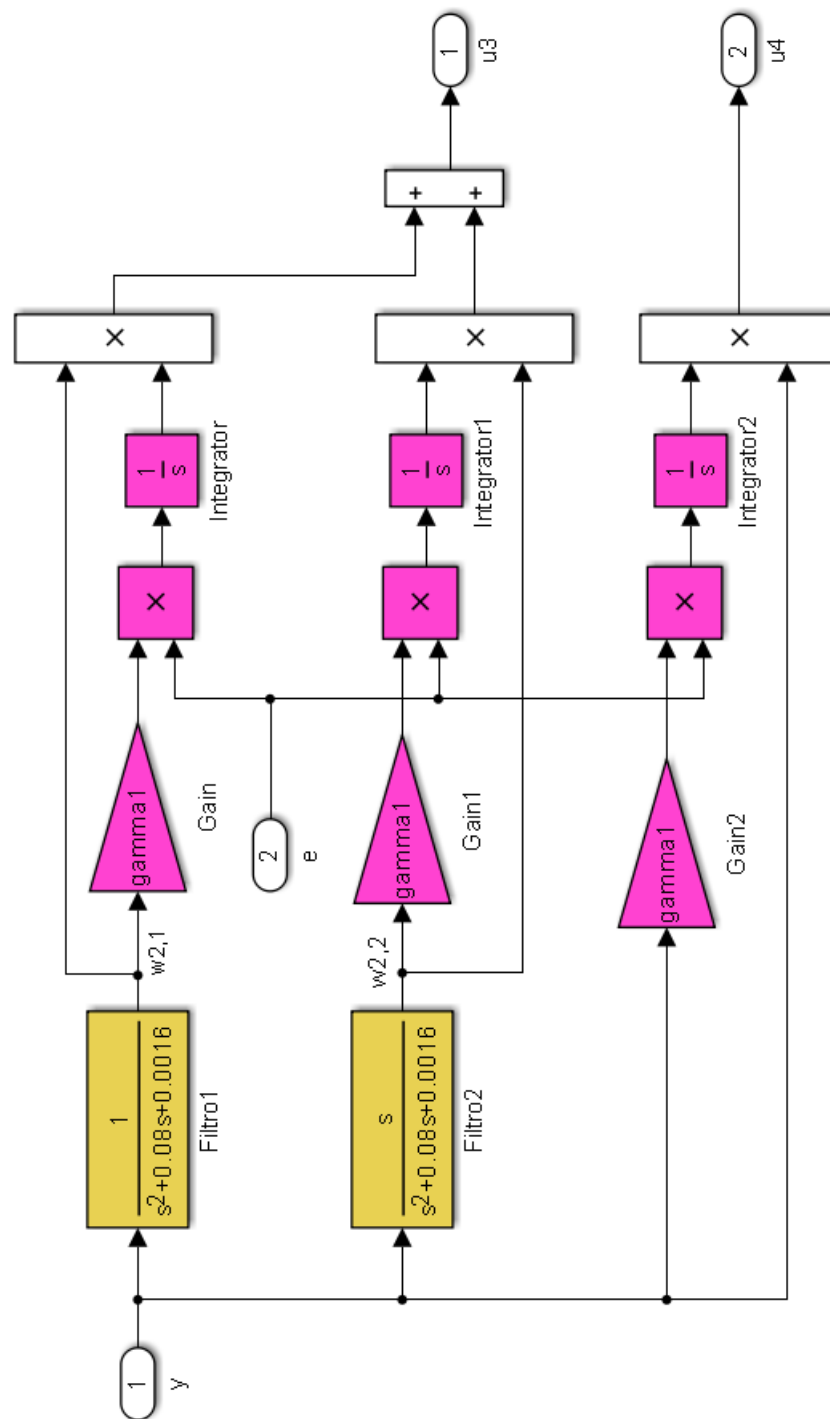 1
y
1
s²+0.08s+0.0016
Filtro1
w2,1
gamma1
Gain
×
1
s
Integrator
×
2
e
s
s²+0.08s+0.0016
Filtro2
w2,2
gamma1
Gain1
×
1
s
Integrator1
×
+
+
1
u3
gamma1
Gain2
×
1
s
Integrator2
×
2
u4